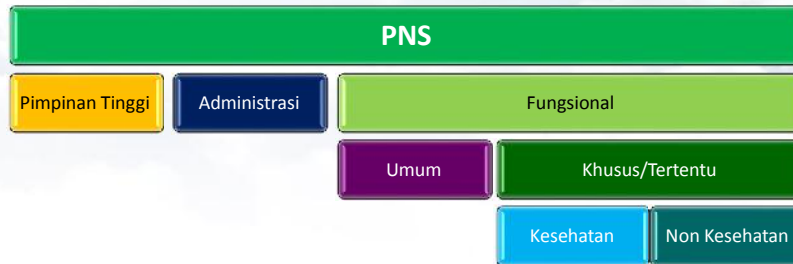 PNS
Pimpinan Tinggi
Administrasi
Fungsional
Umum
Khusus/Tertentu
Kesehatan
Non Kesehatan